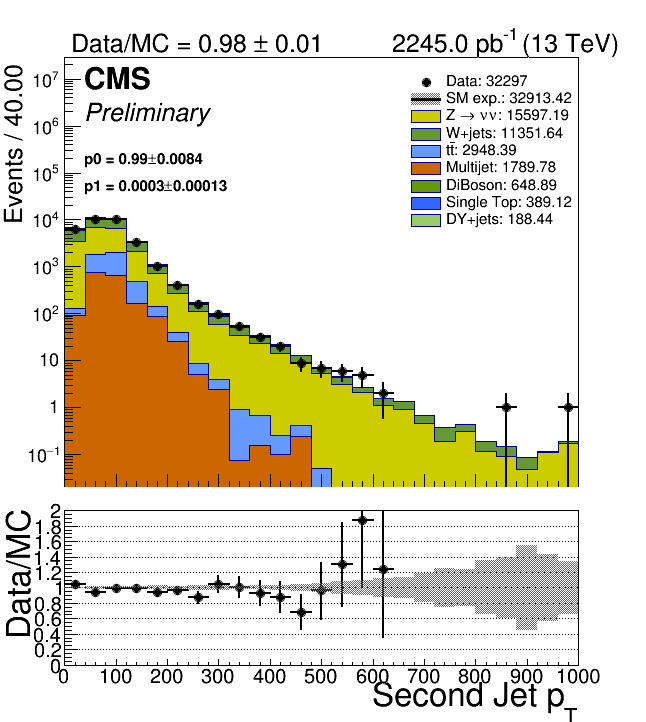 Data/MC = 0.98 ± 0.01 2245.0 pb⁻¹ (13 TeV)
CMS
Preliminary
p0 = 0.99±0.0084
p1 = 0.0003±0.00013
Data: 32297
SM exp.: 32913.42
Z → νν: 15597.19
W+jets: 11351.64
tt̄: 2948.39
Multijet: 1789.78
DiBoson: 648.89
Single Top: 389.12
DY+jets: 188.44
Events / 40.00
10⁷
10⁶
10⁵
10⁴
10³
10²
10
1
10⁻¹
Data/MC
2
1.8
1.6
1.4
1.2
1
0.8
0.6
0.4
0.2
0
0 100 200 300 400 500 600 700 800 900 1000
Second Jet p_T